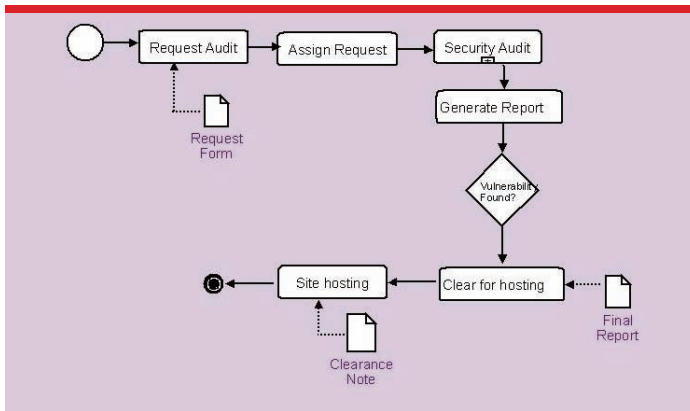 Request Audit
Assign Request
Security Audit
Generate Report
Request
Form
Vulnerability
Found?
Site hosting
Clear for hosting
Final
Report
Clearance
Note